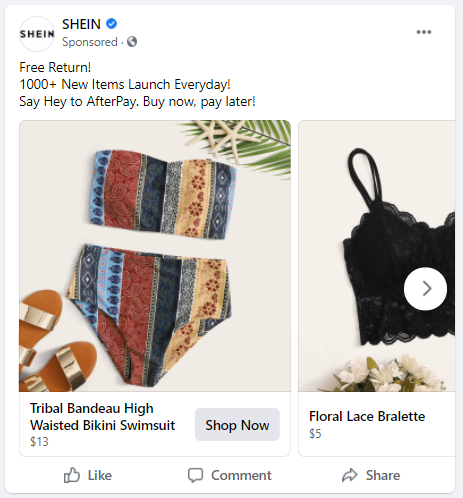 SHEIN
SHEIN
Sponsored ·
Free Return!
1000+ New Items Launch Everyday!
Say Hey to AfterPay. Buy now, pay later!
Tribal Bandeau High
Waisted Bikini Swimsuit
$13
Shop Now
Floral Lace Bralette
$5
Like
Comment
Share